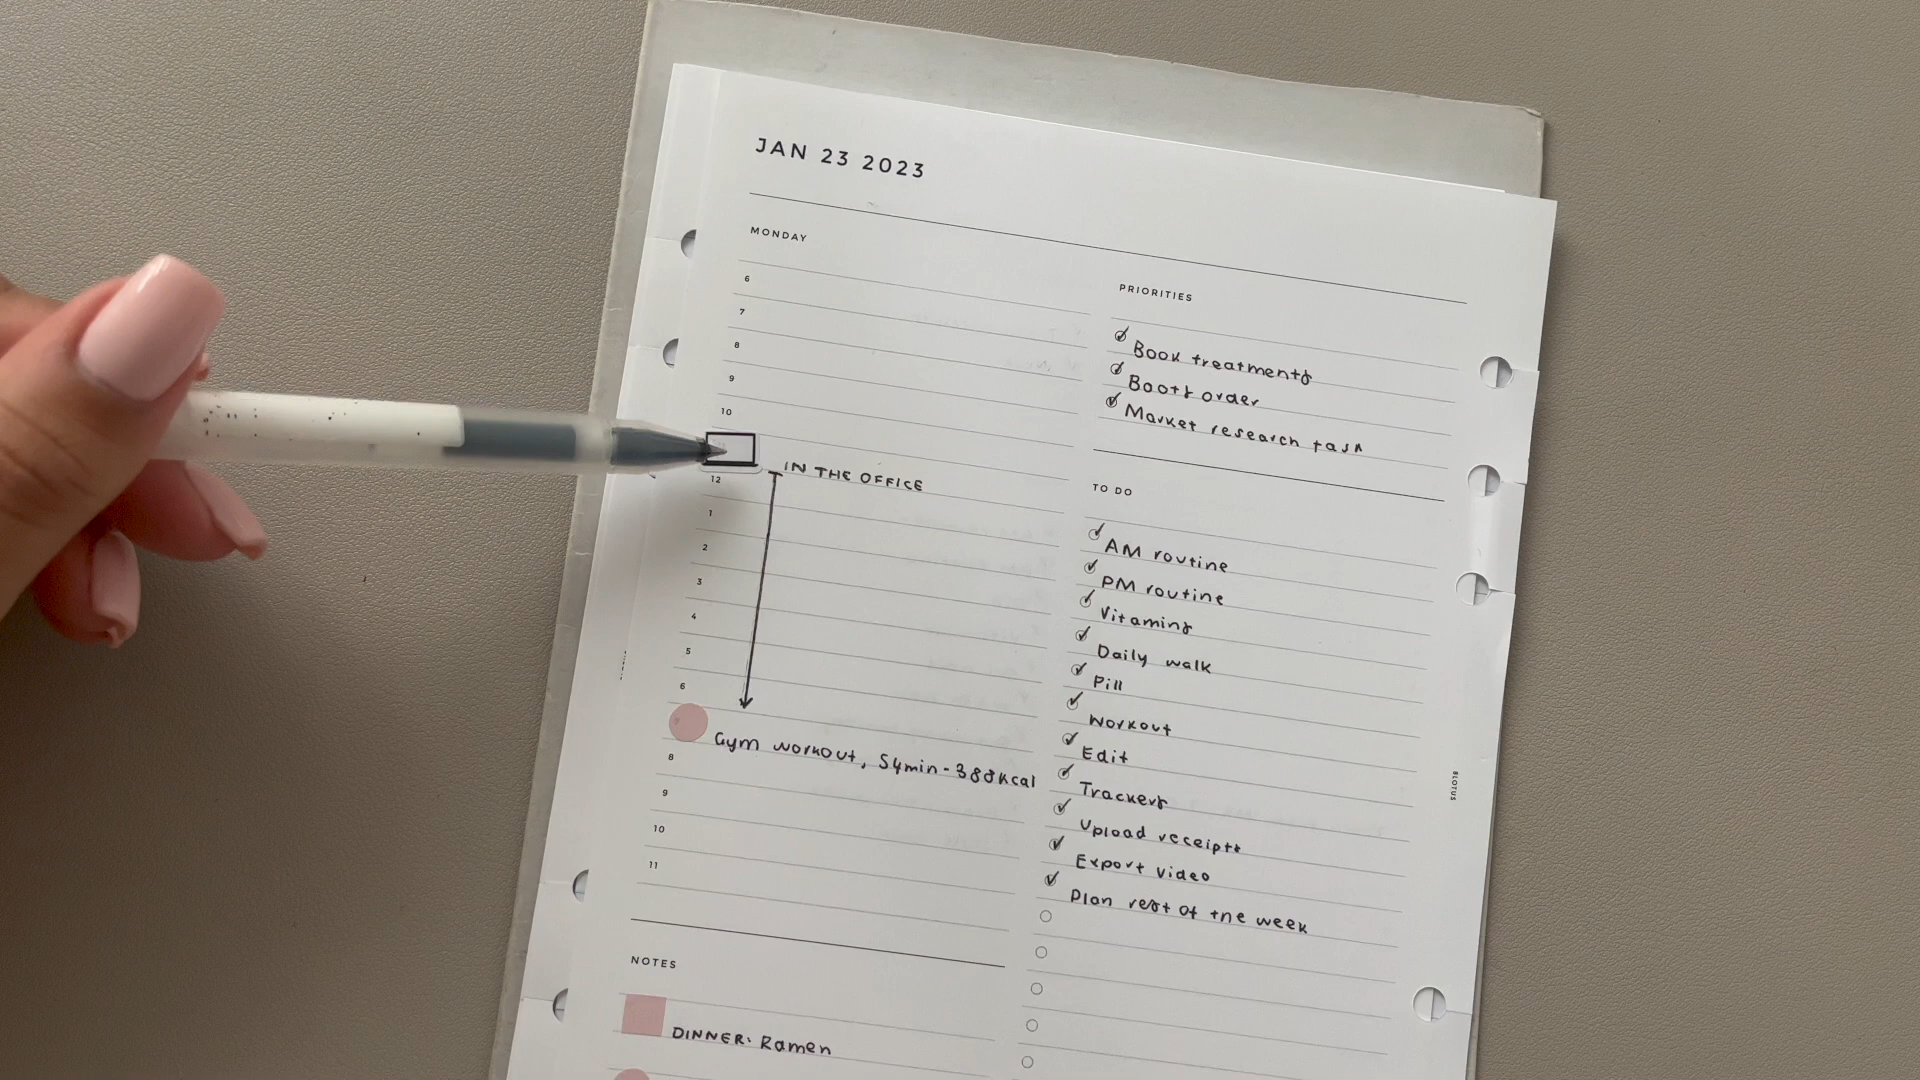 JAN 23 2023
MONDAY
6
7
8
9
10
IN THE OFFICE
12
1
2
3
4
5
6
7
Gym workout, 54min - 388kcal
8
9
10
11
NOTES
DINNER: Ramen
PRIORITIES
Book treatments
Boots order
Market research task
TO DO
AM routine
PM routine
Vitamins
Daily walk
Pill
Workout
Edit
Trackers
Upload receipts
Export video
Plan rest of the week
BLOTUS